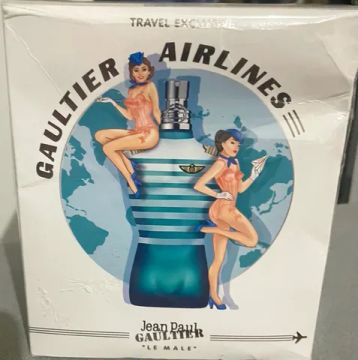 TRAVEL EXCLUSIVE
GAULTIER AIRLINES
Jean Paul
GAULTIER
"LE MALE"